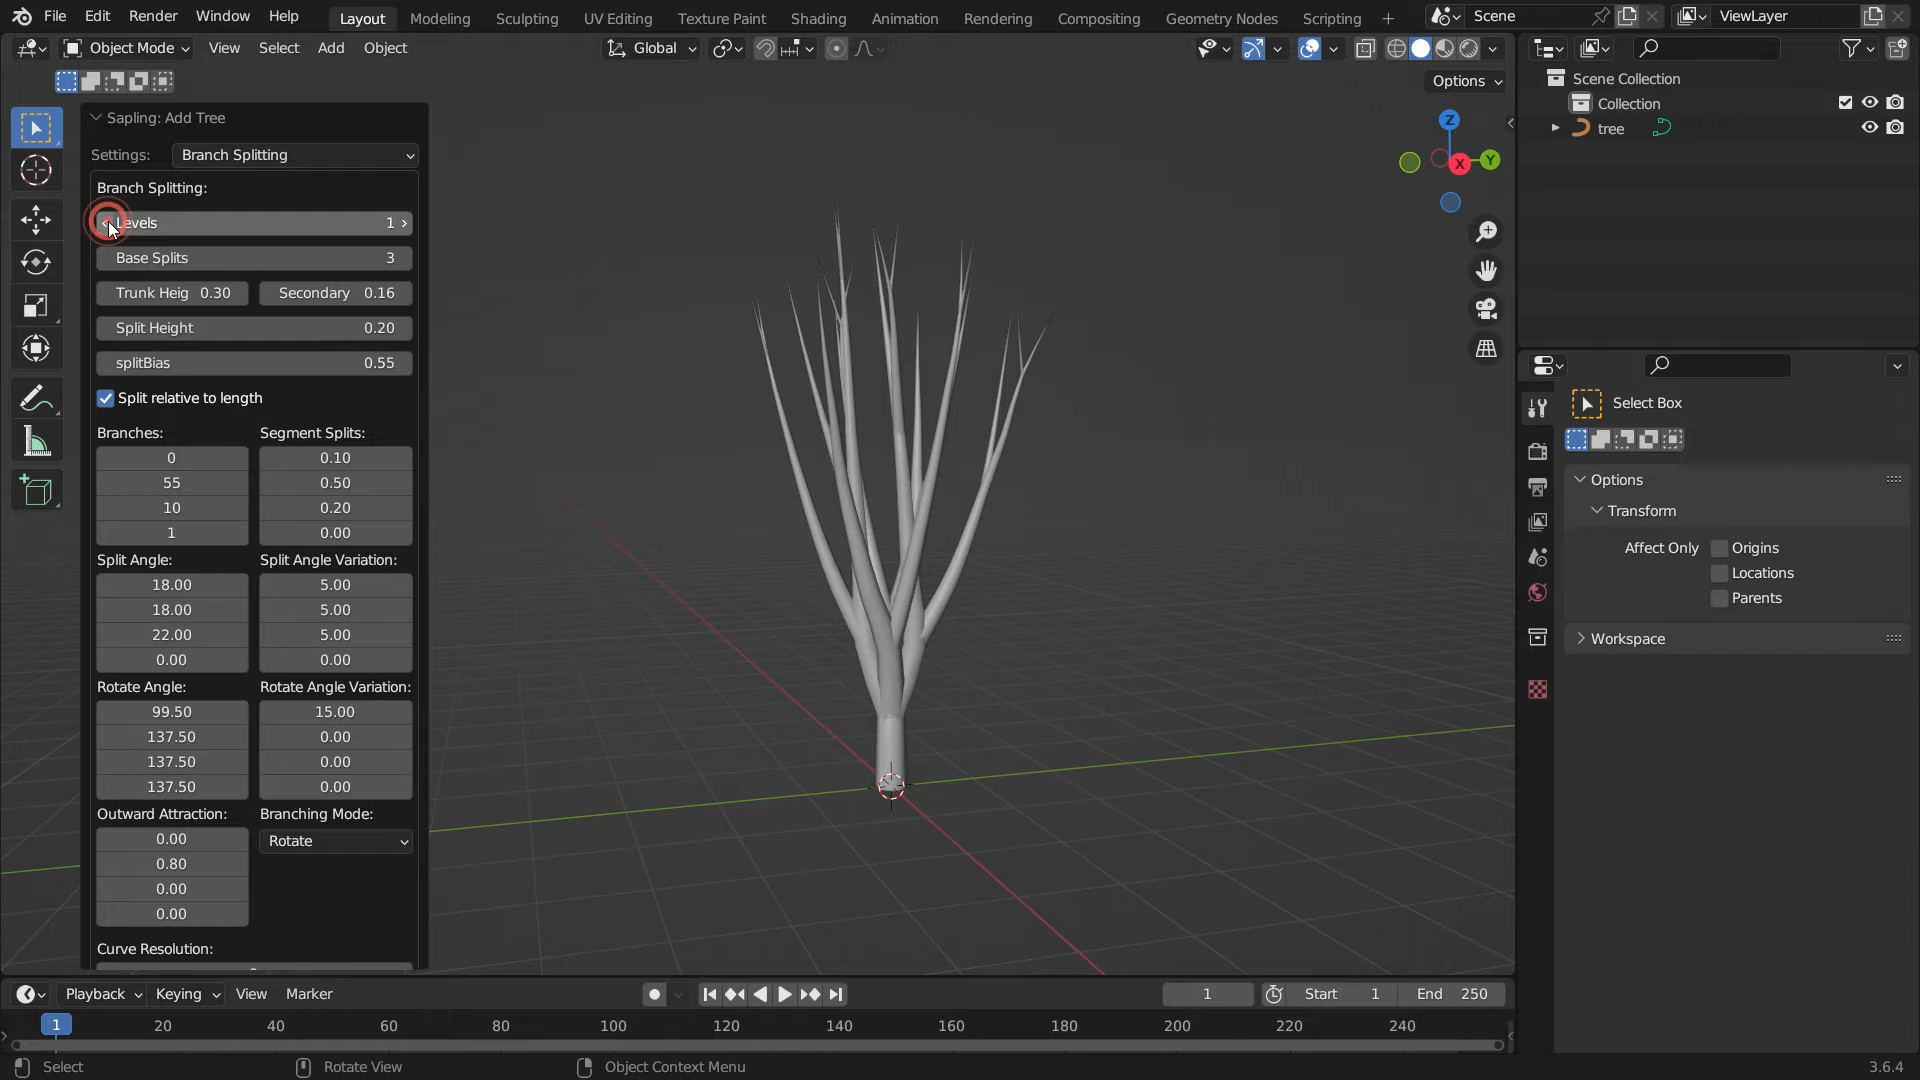 File Edit Render Window Help Layout Modeling Sculpting UV Editing Texture Paint Shading Animation Rendering Compositing Geometry Nodes Scripting + Scene ViewLayer
Object Mode View Select Add Object Global
Options
Sapling: Add Tree
Settings: Branch Splitting
Branch Splitting:
Levels 1
Base Splits 3
Trunk Heig 0.30 Secondary 0.16
Split Height 0.20
splitBias 0.55
Split relative to length
Branches: Segment Splits:
0 0.10
55 0.50
10 0.20
1 0.00
Split Angle: Split Angle Variation:
18.00 5.00
18.00 5.00
22.00 5.00
0.00 0.00
Rotate Angle: Rotate Angle Variation:
99.50 15.00
137.50 0.00
137.50 0.00
137.50 0.00
Outward Attraction: Branching Mode:
0.00 Rotate
0.80
0.00
0.00
Curve Resolution:
Z
Y
X
Scene Collection
Collection
tree
Select Box
Options
Transform
Affect Only Origins
Locations
Parents
Workspace
Playback Keying View Marker 1 Start 1 End 250
1 20 40 60 80 100 120 140 160 180 200 220 240
Select Rotate View Object Context Menu 3.6.4